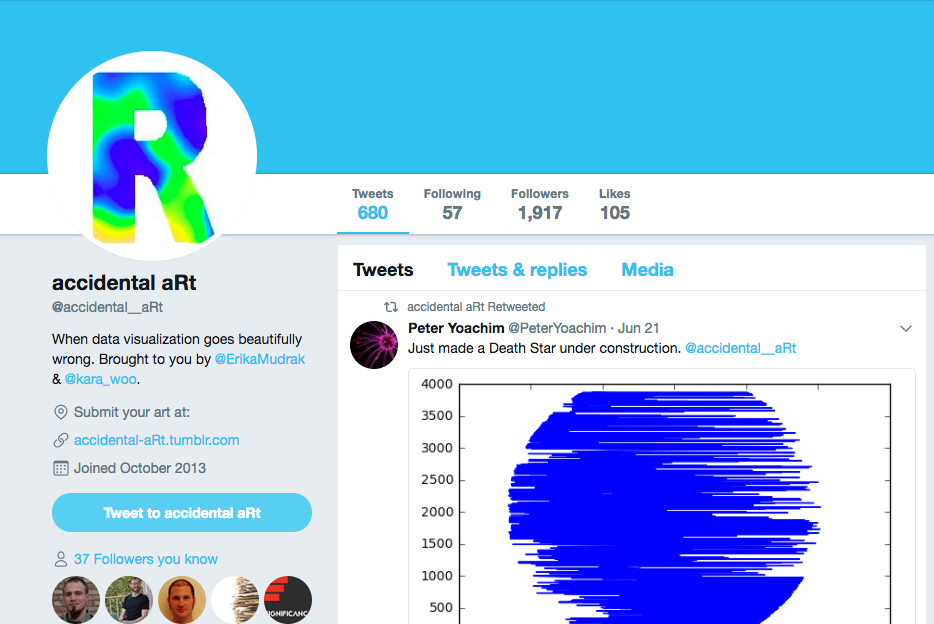 R
Tweets Following Followers Likes
680 57 1,917 105
accidental aRt
@accidental__aRt
When data visualization goes beautifully
wrong. Brought to you by @ErikaMudrak
& @kara_woo.
Submit your art at:
accidental-aRt.tumblr.com
Joined October 2013
Tweet to accidental aRt
37 Followers you know
IGNIFICANC
Tweets Tweets & replies Media
accidental aRt Retweeted
Peter Yoachim @PeterYoachim · Jun 21
Just made a Death Star under construction. @accidental__aRt
4000
3500
3000
2500
2000
1500
1000
500